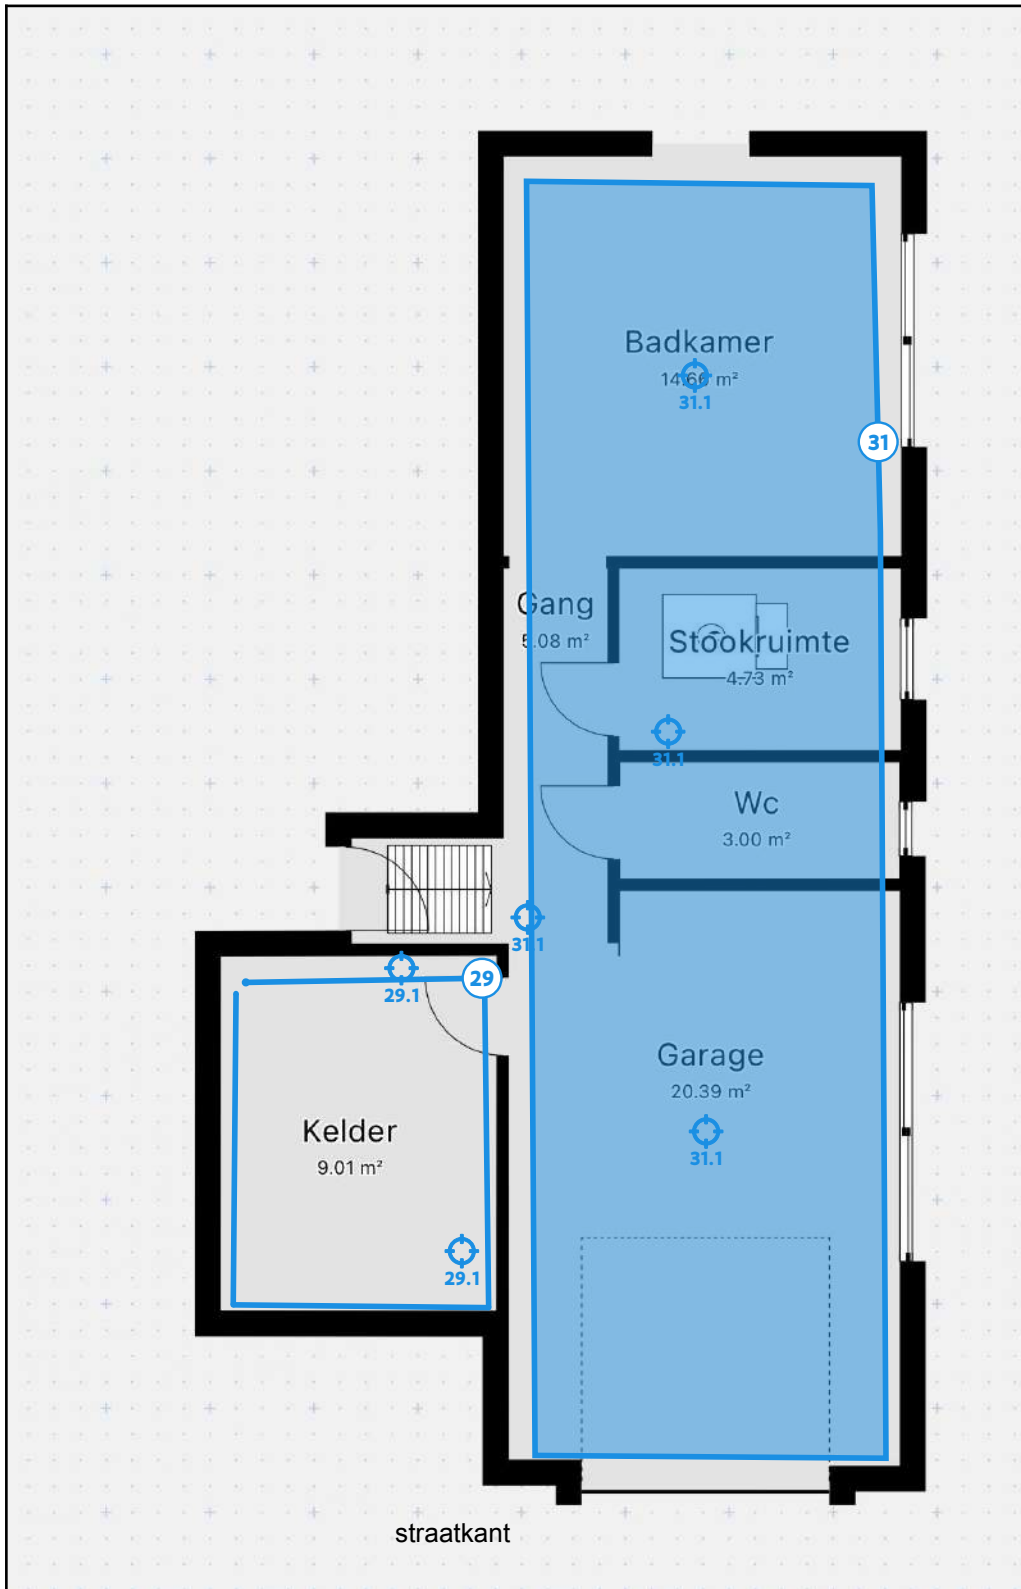 Badkamer
14.66 m²
31.1
31
Gang
5.08 m²
Stookruimte
4.73 m²
31.1
Wc
3.00 m²
31.1
29.1
29
Garage
20.39 m²
31.1
Kelder
9.01 m²
29.1
straatkant